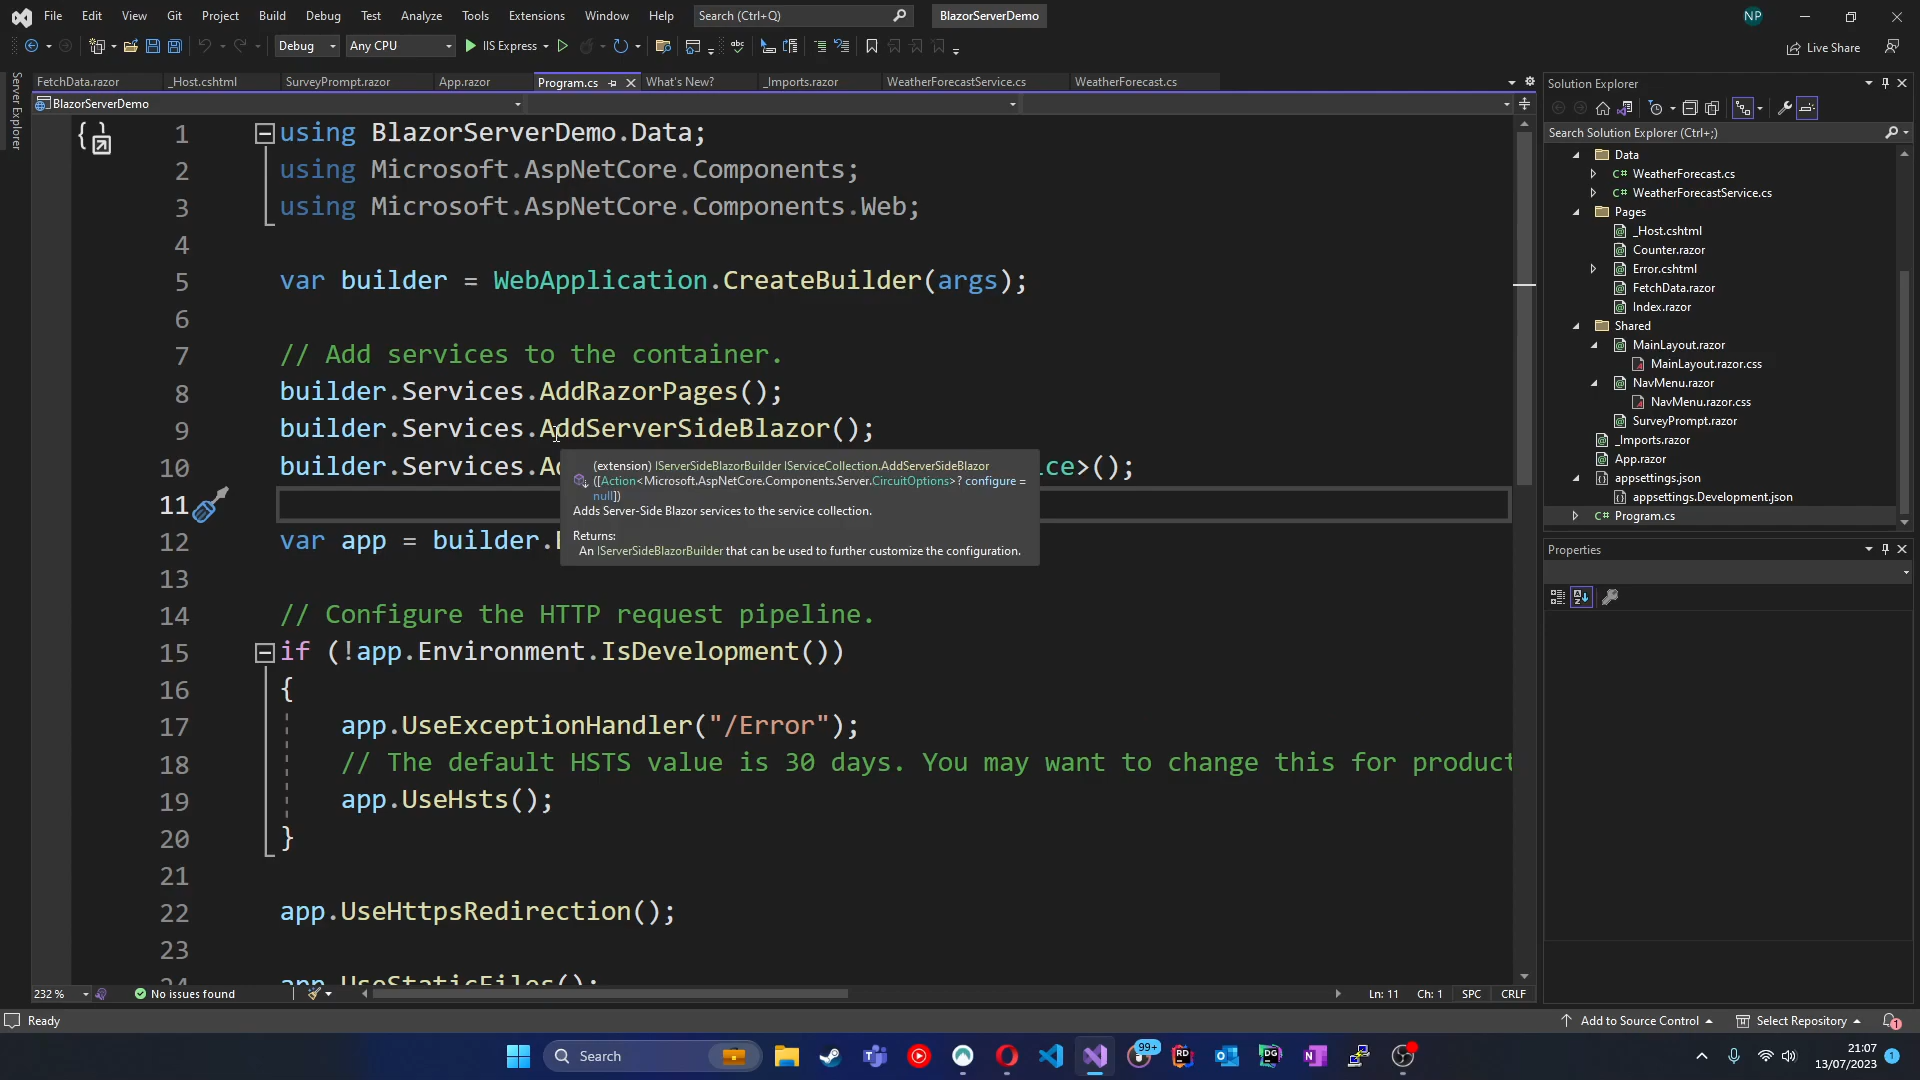 File Edit View Git Project Build Debug Test Analyze Tools Extensions Window Help Search (Ctrl+Q) BlazorServerDemo NP
Debug Any CPU IIS Express Live Share
Server Explorer
FetchData.razor _Host.cshtml SurveyPrompt.razor App.razor Program.cs What's New? _Imports.razor WeatherForecastService.cs WeatherForecast.cs
BlazorServerDemo
1 using BlazorServerDemo.Data;
2 using Microsoft.AspNetCore.Components;
3 using Microsoft.AspNetCore.Components.Web;
4
5 var builder = WebApplication.CreateBuilder(args);
6
7 // Add services to the container.
8 builder.Services.AddRazorPages();
9 builder.Services.AddServerSideBlazor();
10 builder.Services.Ad ice>();
11
12 var app = builder.
13
14 // Configure the HTTP request pipeline.
15 if (!app.Environment.IsDevelopment())
16 {
17 app.UseExceptionHandler("/Error");
18 // The default HSTS value is 30 days. You may want to change this for product
19 app.UseHsts();
20 }
21
22 app.UseHttpsRedirection();
23
24 app.UseStaticFiles();
(extension) IServerSideBlazorBuilder IServiceCollection.AddServerSideBlazor
([Action<Microsoft.AspNetCore.Components.Server.CircuitOptions>? configure =
null])
Adds Server-Side Blazor services to the service collection.
Returns:
An IServerSideBlazorBuilder that can be used to further customize the configuration.
232 % No issues found Ln: 11 Ch: 1 SPC CRLF
Solution Explorer
Search Solution Explorer (Ctrl+;)
Data
C# WeatherForecast.cs
C# WeatherForecastService.cs
Pages
_Host.cshtml
Counter.razor
Error.cshtml
FetchData.razor
Index.razor
Shared
MainLayout.razor
MainLayout.razor.css
NavMenu.razor
NavMenu.razor.css
SurveyPrompt.razor
_Imports.razor
App.razor
appsettings.json
appsettings.Development.json
C# Program.cs
Properties
Ready Add to Source Control Select Repository 1
Search 99+ RD DG N 21:07
13/07/2023 1